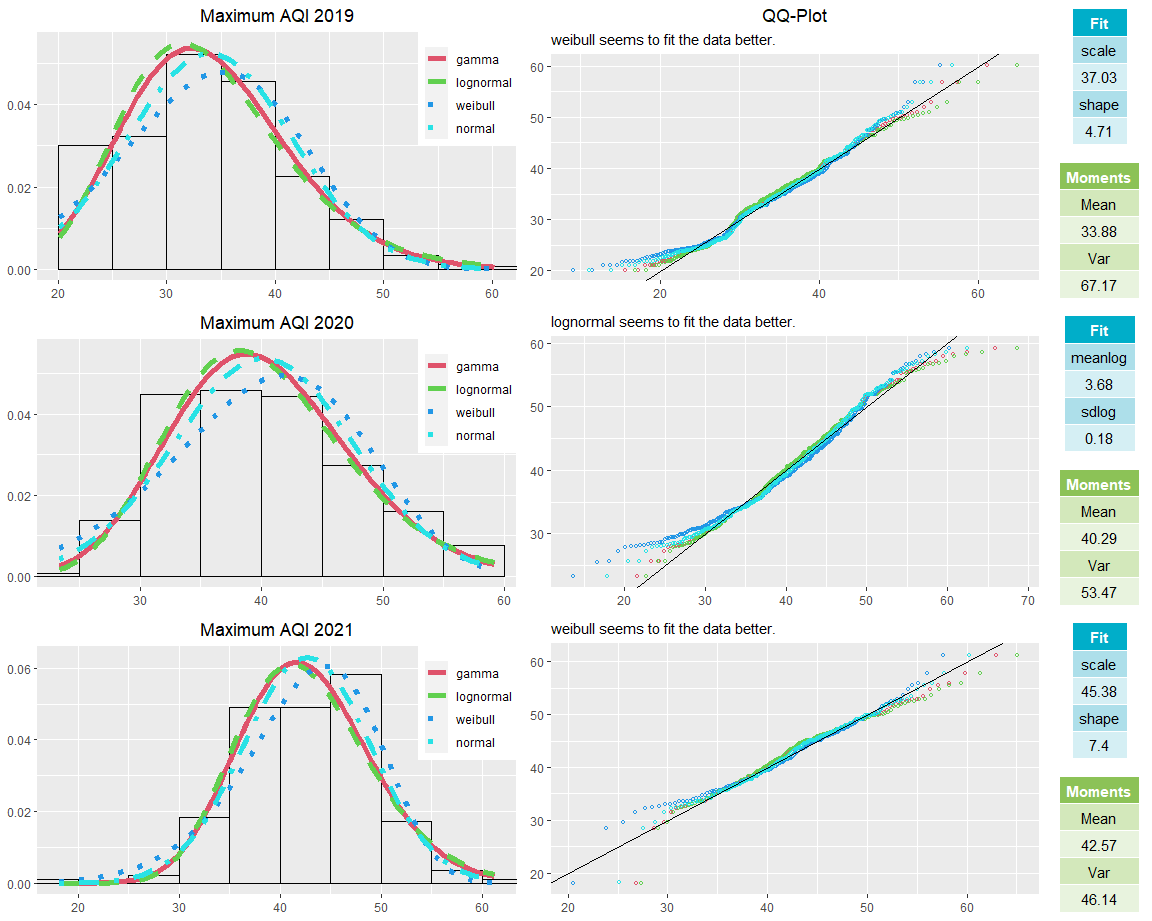 Maximum AQI 2019
gamma
lognormal
weibull
normal
0.04
0.02
0.00
20
30
40
50
60
QQ-Plot
weibull seems to fit the data better.
60
50
40
30
20
20
40
60
Fit
scale
37.03
shape
4.71
Moments
Mean
33.88
Var
67.17
Maximum AQI 2020
gamma
lognormal
weibull
normal
0.04
0.02
0.00
30
40
50
60
lognormal seems to fit the data better.
60
50
40
30
20
30
40
50
60
70
Fit
meanlog
3.68
sdlog
0.18
Moments
Mean
40.29
Var
53.47
Maximum AQI 2021
gamma
lognormal
weibull
normal
0.06
0.04
0.02
0.00
20
30
40
50
60
weibull seems to fit the data better.
60
50
40
30
20
20
30
40
50
60
Fit
scale
45.38
shape
7.4
Moments
Mean
42.57
Var
46.14